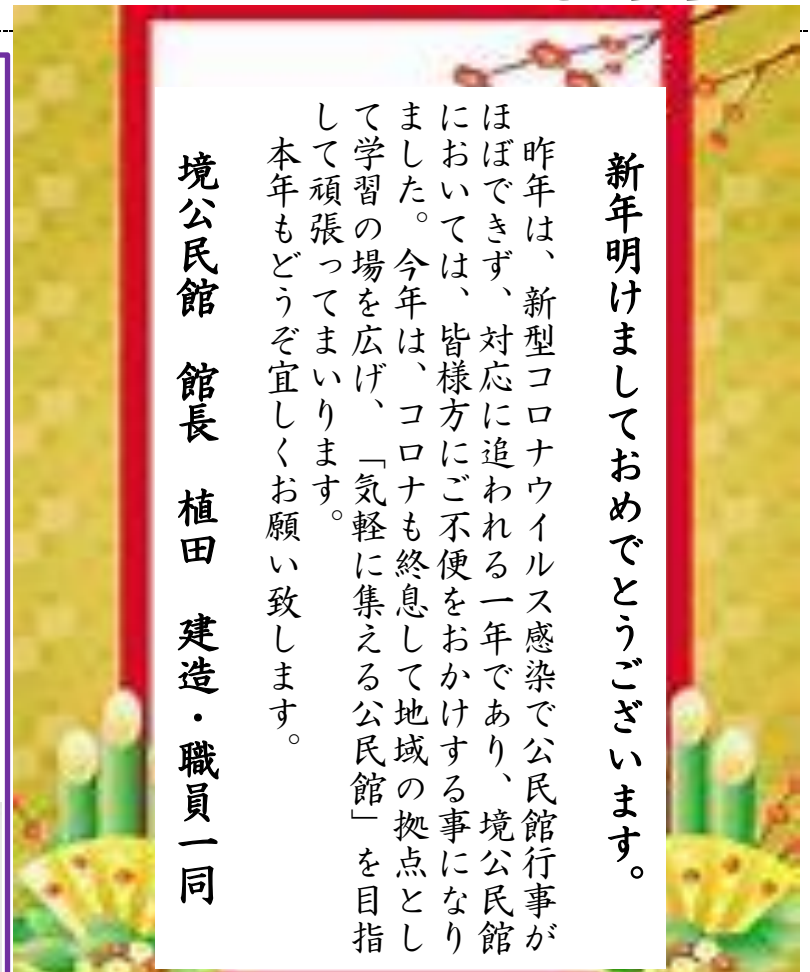 新年明けましておめでとうございます。
昨年は、新型コロナウイルス感染で公民館行事が
ほぼできず、対応に追われる一年であり、境公民館
においては、皆様方にご不便をおかけする事になり
ました。今年は、コロナも終息して地域の拠点とし
て学習の場を広げ、「気軽に集える公民館」を目指
して頑張ってまいります。
本年もどうぞ宜しくお願い致します。
境公民館　館長　植田　建造・職員一同